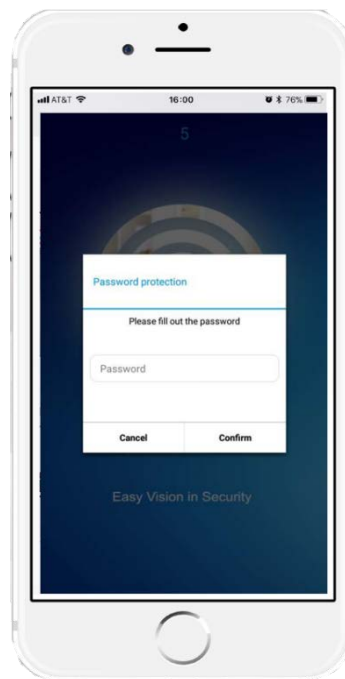 AT&T 16:00 76%
5
Password protection
Please fill out the password
Password
Cancel Confirm
Easy Vision in Security